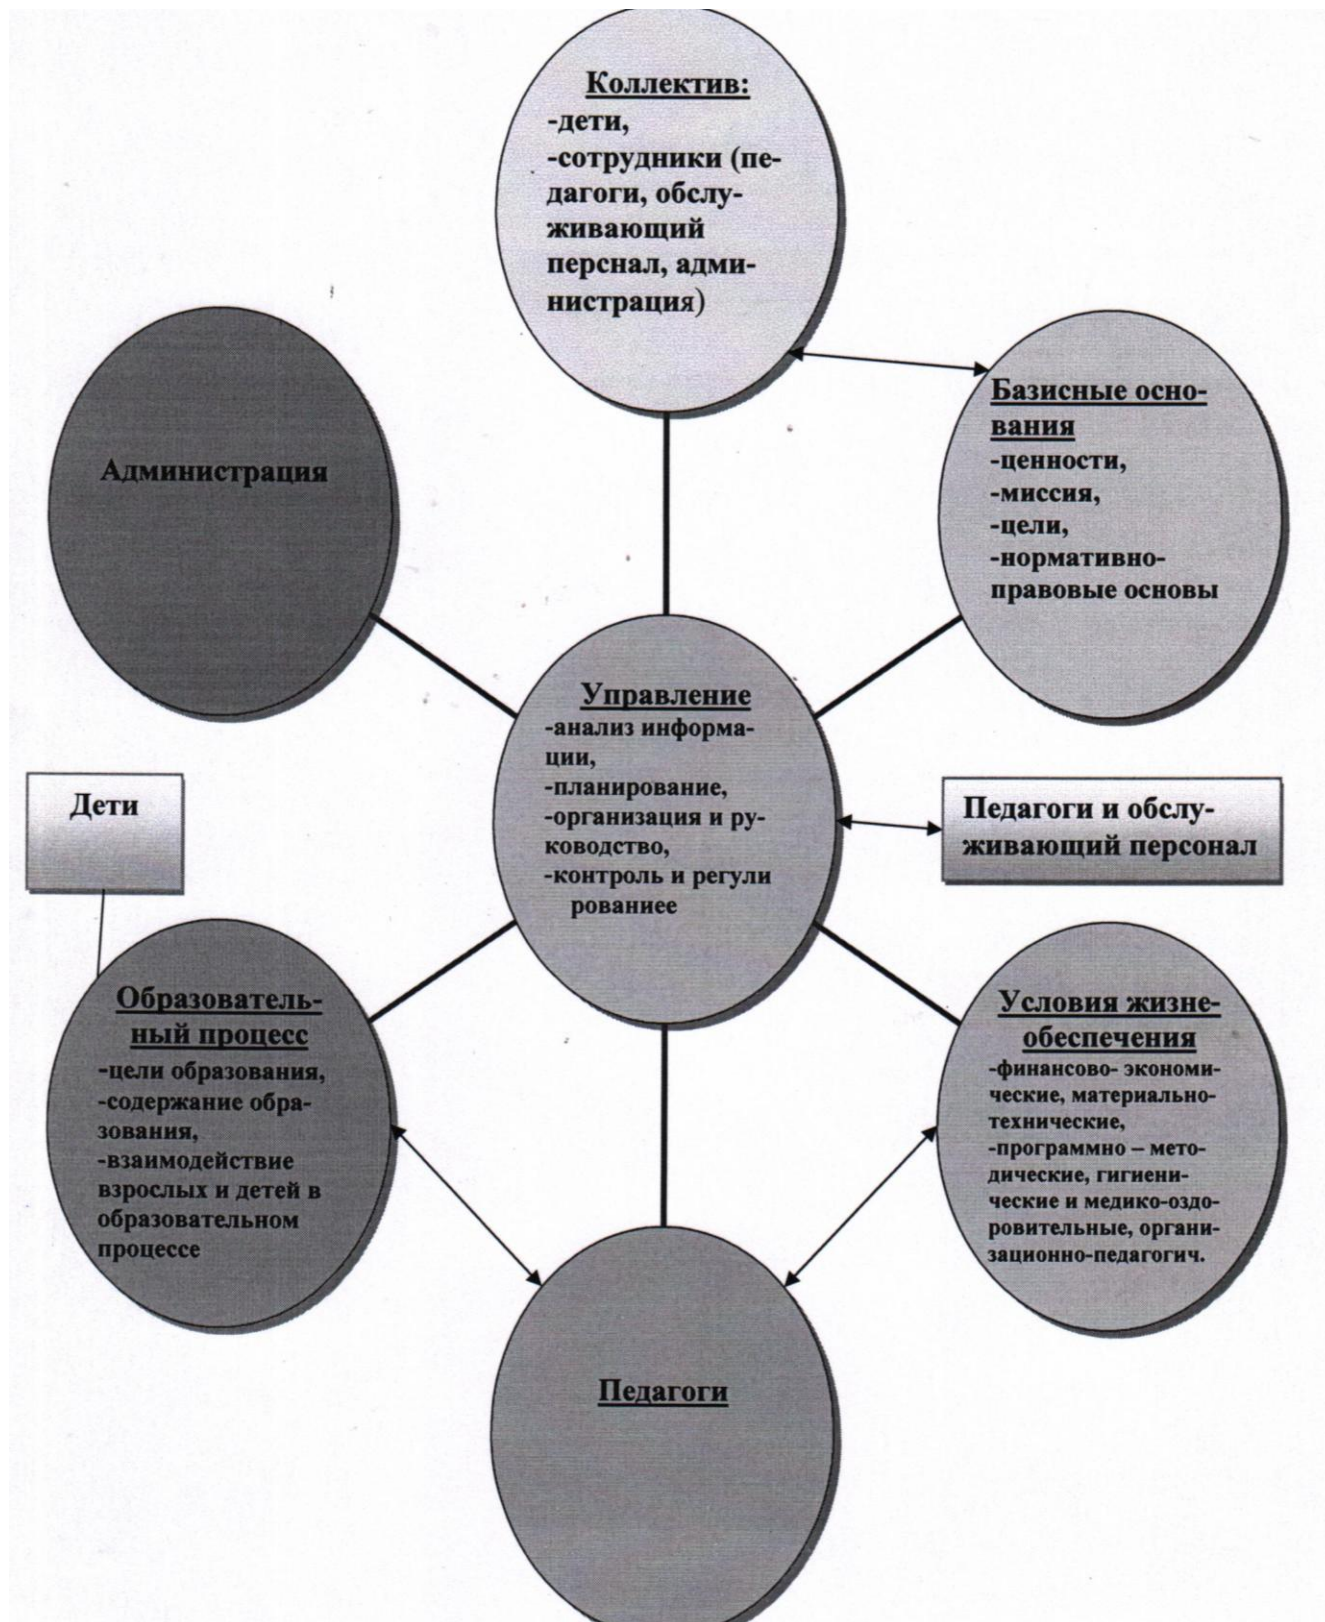 Коллектив:
-дети,
-сотрудники (пе-
дагоги, обслу-
живающий
перснал, адми-
нистрация)
Администрация
Базисные осно-
вания
-ценности,
-миссия,
-цели,
-нормативно-
правовые основы
Управление
-анализ информа-
ции,
-планирование,
-организация и ру-
ководство,
-контроль и регули
рованиее
Дети
Педагоги и обслу-
живающий персонал
Образователь-
ный процесс
-цели образования,
-содержание обра-
зования,
-взаимодействие
взрослых и детей в
образовательном
процессе
Условия жизне-
обеспечения
-финансово- экономи-
ческие, материально-
технические,
-программно – мето-
дические, гигиени-
ческие и медико-оздо-
ровительные, органи-
зационно-педагогич.
Педагоги